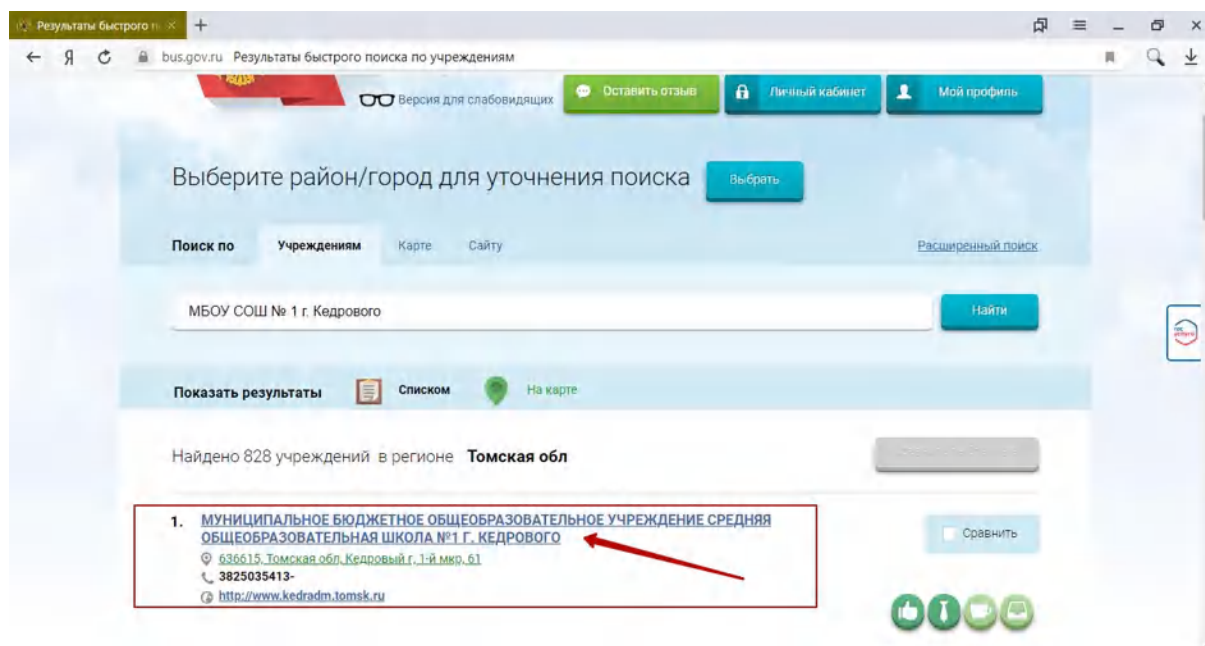 Результаты быстрого п
bus.gov.ru Результаты быстрого поиска по учреждениям
Версия для слабовидящих
Оставить отзыв
Личный кабинет
Мой профиль
Выберите район/город для уточнения поиска
Выбрать
Поиск по Учреждениям Карте Сайту Расширенный поиск
МБОУ СОШ № 1 г. Кедрового
Найти
Показать результаты Списком На карте
Найдено 828 учреждений в регионе Томская обл
1. МУНИЦИПАЛЬНОЕ БЮДЖЕТНОЕ ОБЩЕОБРАЗОВАТЕЛЬНОЕ УЧРЕЖДЕНИЕ СРЕДНЯЯ
ОБЩЕОБРАЗОВАТЕЛЬНАЯ ШКОЛА №1 Г. КЕДРОВОГО
Сравнить
636615, Томская обл, Кедровый г, 1-й мкр, 61
3825035413-
http://www.kedradm.tomsk.ru